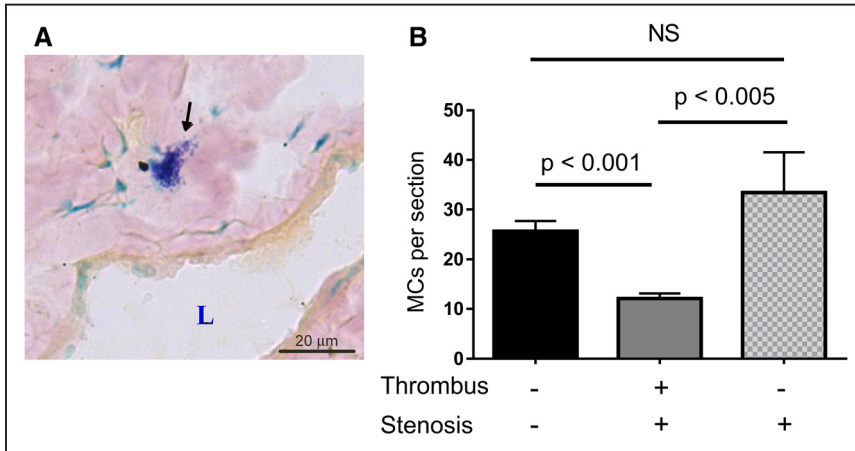 A
L
20 μm
B
NS
p < 0.005
p < 0.001
MCs per section
50
40
30
20
10
0
Thrombus - + -
Stenosis - + +